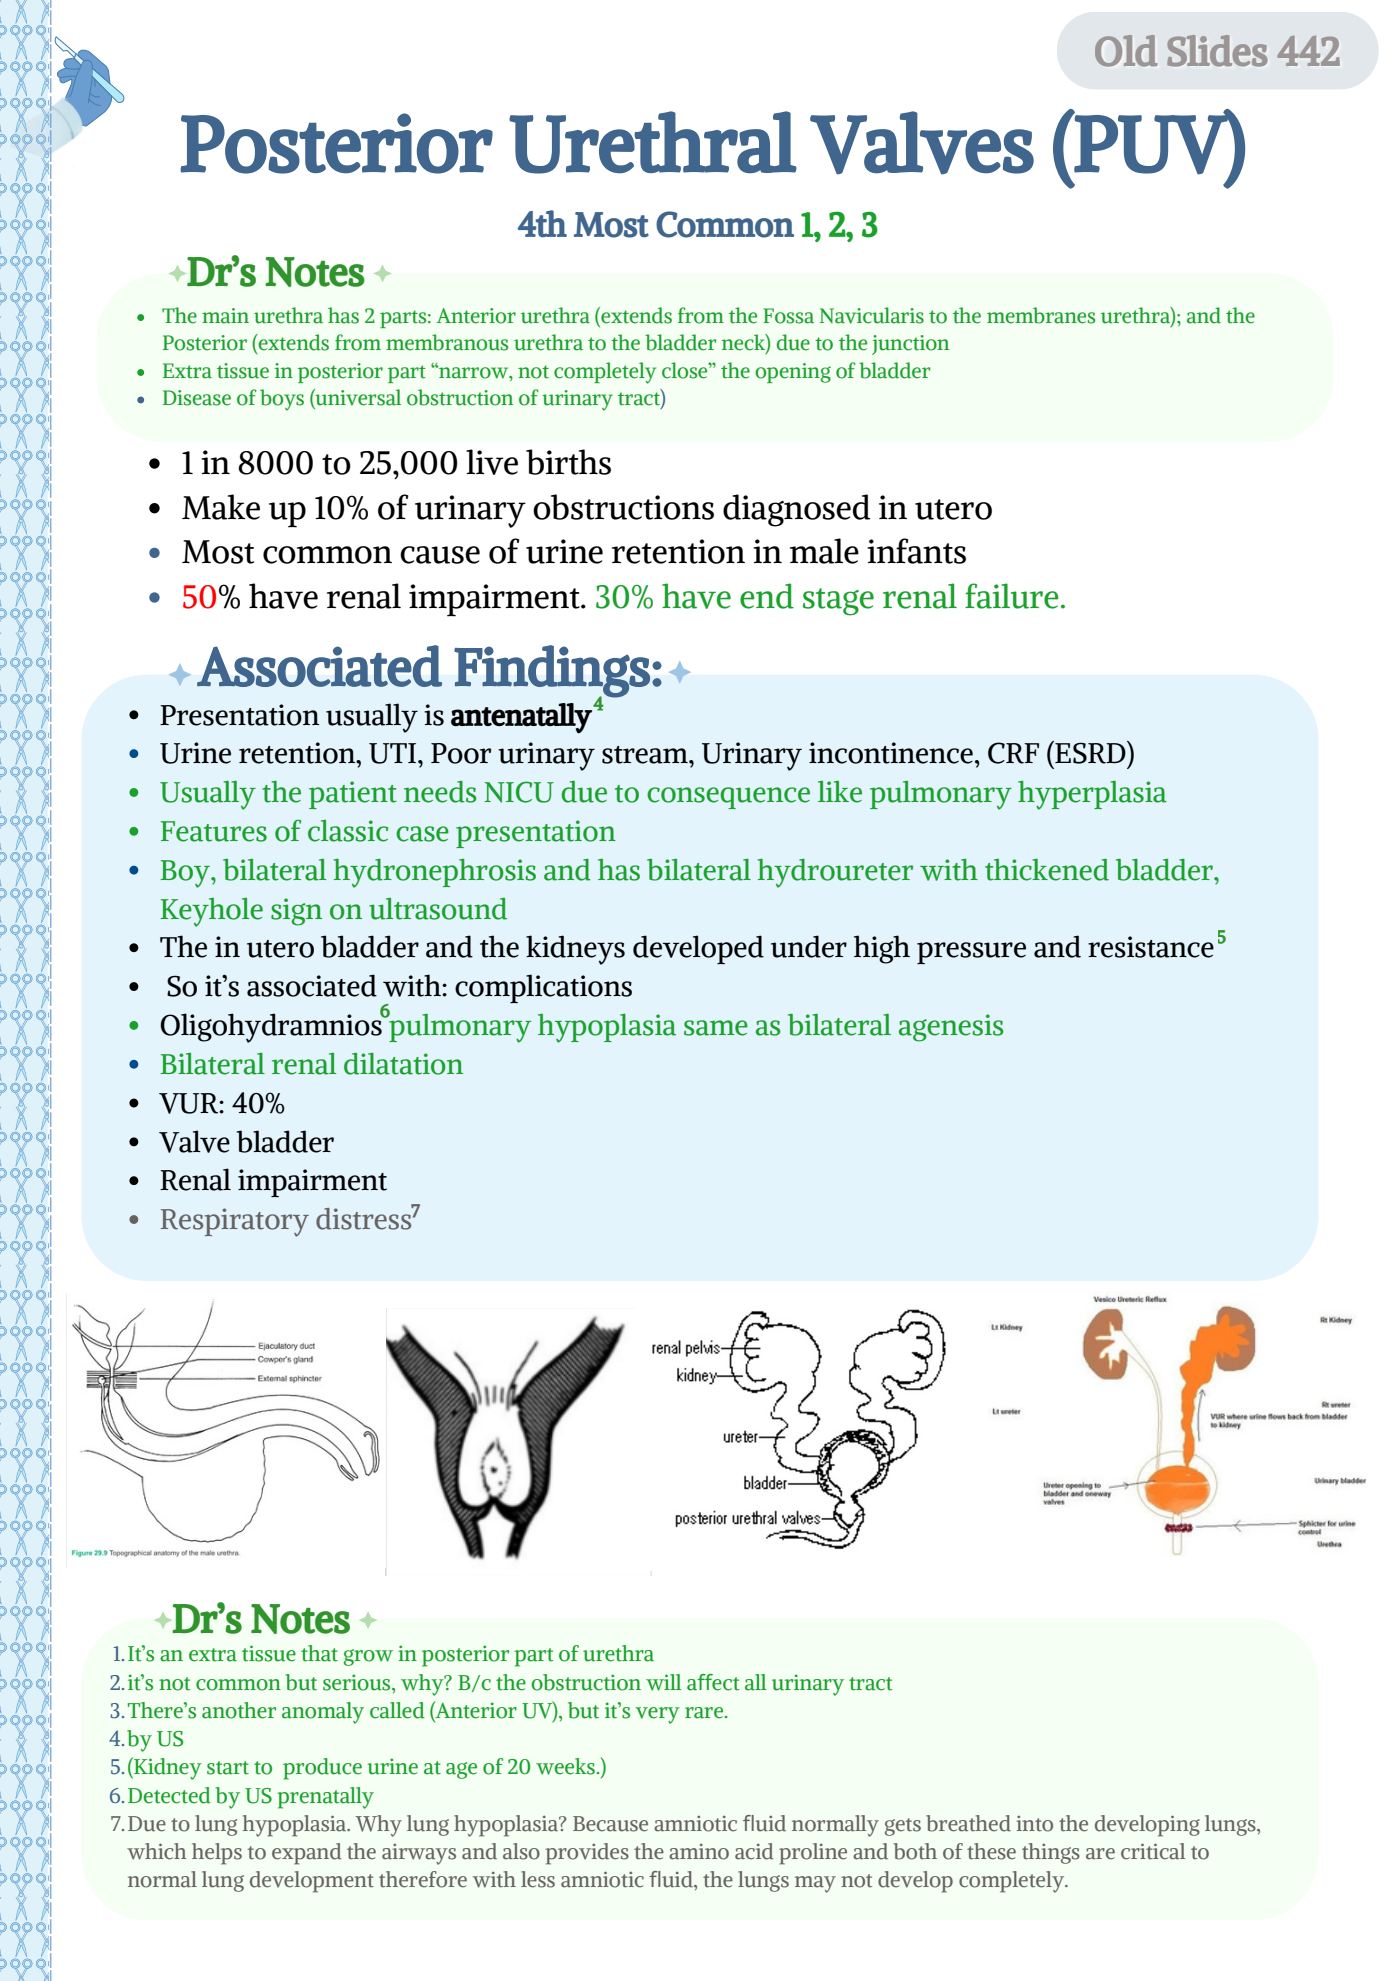 Old Slides 442
Posterior Urethral Valves (PUV)
4th Most Common 1, 2, 3
Dr's Notes
• The main urethra has 2 parts: Anterior urethra (extends from the Fossa Navicularis to the membranes urethra); and the
Posterior (extends from membranous urethra to the bladder neck) due to the junction
• Extra tissue in posterior part “narrow, not completely close” the opening of bladder
• Disease of boys (universal obstruction of urinary tract)
• 1 in 8000 to 25,000 live births
• Make up 10% of urinary obstructions diagnosed in utero
• Most common cause of urine retention in male infants
• 50% have renal impairment. 30% have end stage renal failure.
Associated Findings:
• Presentation usually is antenatally 4
• Urine retention, UTI, Poor urinary stream, Urinary incontinence, CRF (ESRD)
• Usually the patient needs NICU due to consequence like pulmonary hyperplasia
• Features of classic case presentation
• Boy, bilateral hydronephrosis and has bilateral hydroureter with thickened bladder,
Keyhole sign on ultrasound
• The in utero bladder and the kidneys developed under high pressure and resistance 5
• So it's associated with: complications
• Oligohydramnios 6 pulmonary hypoplasia same as bilateral agenesis
• Bilateral renal dilatation
• VUR: 40%
• Valve bladder
• Renal impairment
• Respiratory distress 7
Ejaculatory duct
Cowper's gland
External sphincter
Figure 29.9 Topographical anatomy of the male urethra.
renal pelvis
kidney
ureter
bladder
posterior urethral valves
Vesico Ureteric Reflux
Lt Kidney
Rt Kidney
Lt ureter
Rt ureter
VUR where urine flows back from bladder
to kidney
Ureter opening to
bladder and oneway
valves
Urinary bladder
Sphicter for urine
control
Urethra
Dr's Notes
1. It's an extra tissue that grow in posterior part of urethra
2. it's not common but serious, why? B/c the obstruction will affect all urinary tract
3. There's another anomaly called (Anterior UV), but it's very rare.
4. by US
5. (Kidney start to produce urine at age of 20 weeks.)
6. Detected by US prenatally
7. Due to lung hypoplasia. Why lung hypoplasia? Because amniotic fluid normally gets breathed into the developing lungs,
which helps to expand the airways and also provides the amino acid proline and both of these things are critical to
normal lung development therefore with less amniotic fluid, the lungs may not develop completely.